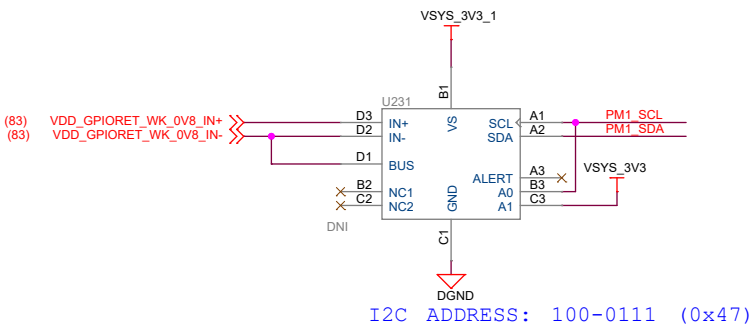 VSYS_3V3_1
U231
B1
VS
(83) VDD_GPIORET_WK_0V8_IN+ D3 IN+ SCL A1 PM1_SCL
(83) VDD_GPIORET_WK_0V8_IN- D2 IN- SDA A2 PM1_SDA
D1 BUS
VSYS_3V3
ALERT A3
B2 NC1 A0 B3
C2 NC2 A1 C3
GND
DNI
C1
DGND
I2C ADDRESS: 100-0111 (0x47)